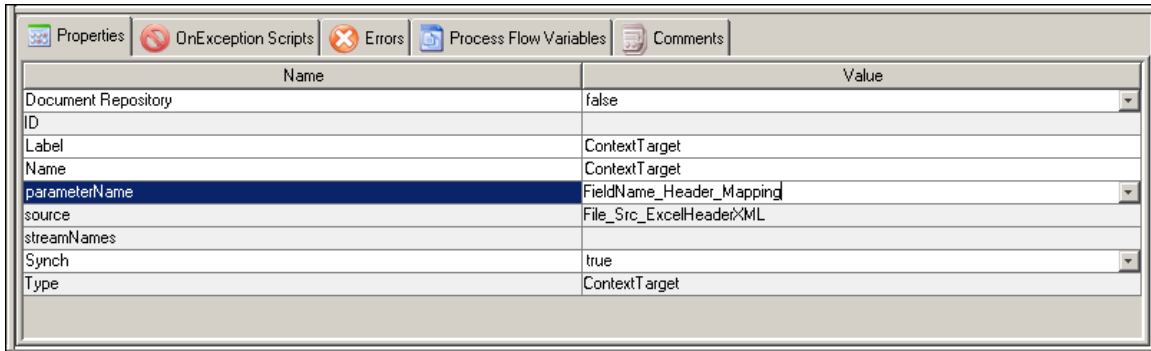 Properties OnException Scripts Errors Process Flow Variables Comments
Name Value
Document Repository false
ID
Label ContextTarget
Name ContextTarget
parameterName FieldName_Header_Mapping
source File_Src_ExcelHeaderXML
streamNames
Synch true
Type ContextTarget